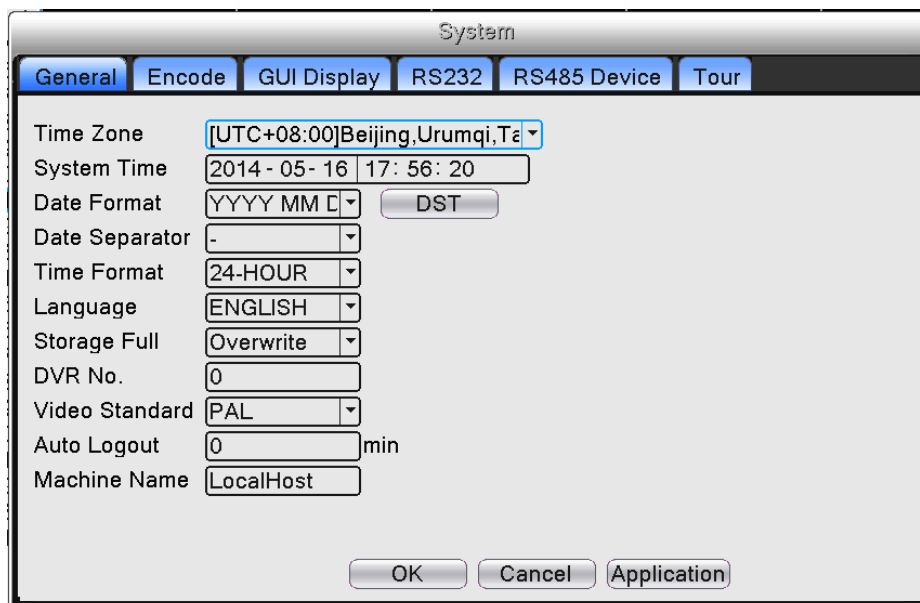 System
General Encode GUI Display RS232 RS485 Device Tour
Time Zone [UTC+08:00]Beijing,Urumqi,Ta
System Time 2014-05-16 17:56:20
Date Format YYYY MM D DST
Date Separator -
Time Format 24-HOUR
Language ENGLISH
Storage Full Overwrite
DVR No. 0
Video Standard PAL
Auto Logout 0 min
Machine Name LocalHost
OK Cancel Application